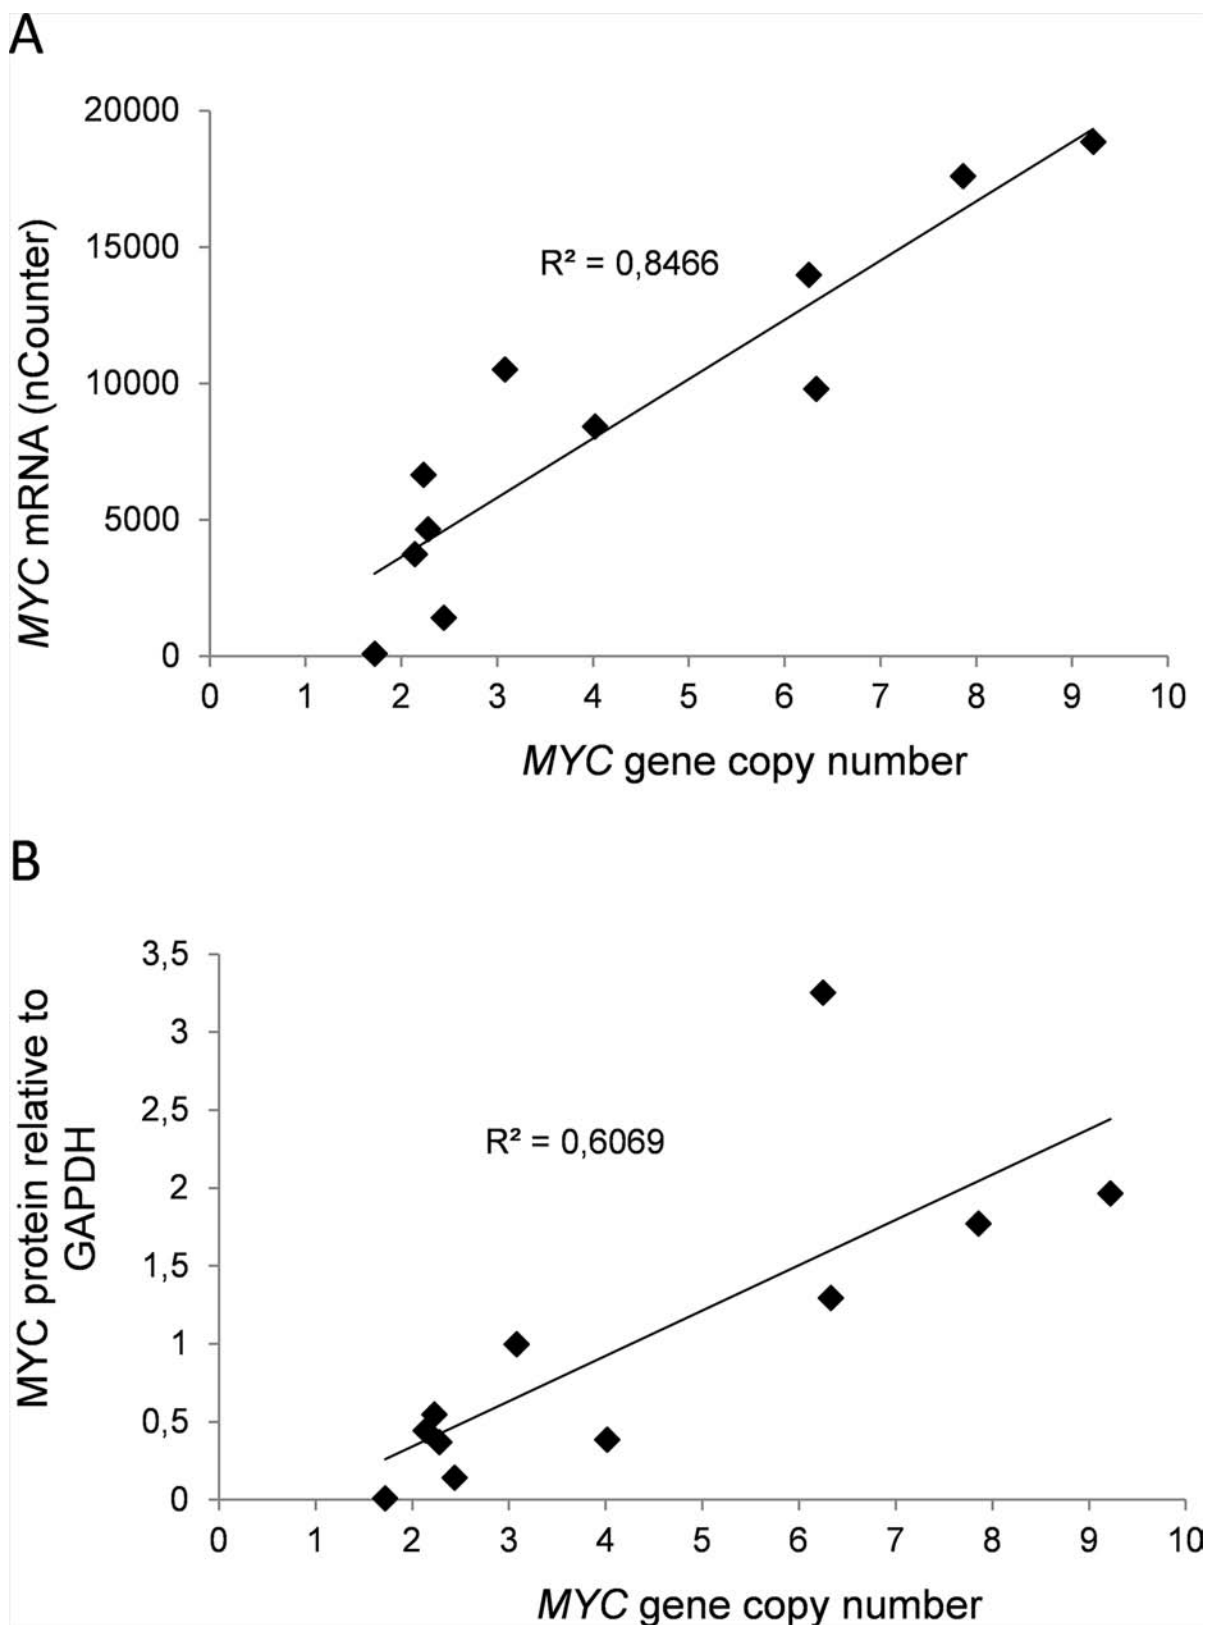 A
20000
15000
10000
5000
0
MYC mRNA (nCounter)
R² = 0,8466
0 1 2 3 4 5 6 7 8 9 10
MYC gene copy number
B
3,5
3
2,5
2
1,5
1
0,5
0
MYC protein relative to
GAPDH
R² = 0,6069
0 1 2 3 4 5 6 7 8 9 10
MYC gene copy number